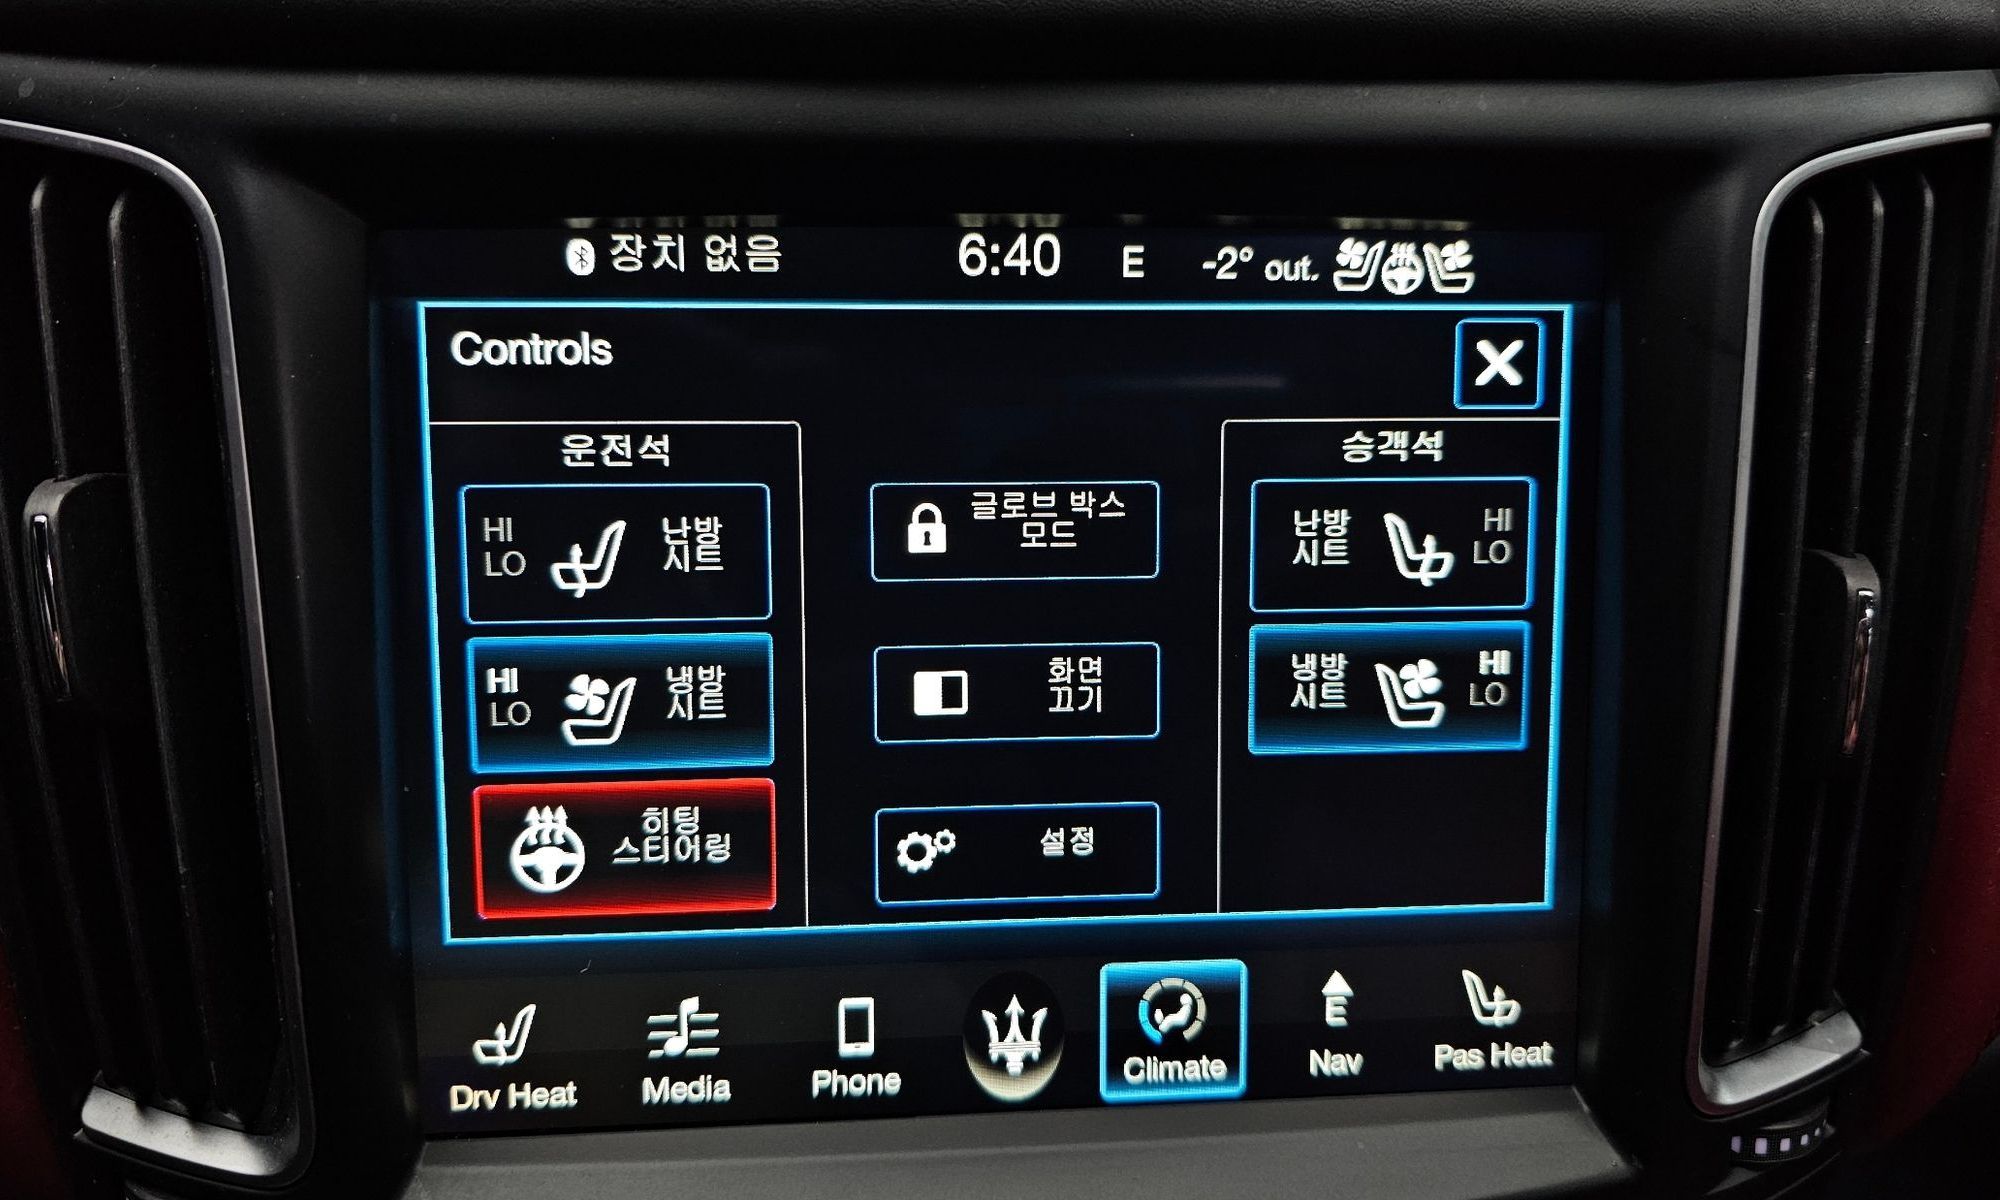 장치 없음 6:40 E -2° out.
Controls
운전석
HI
LO
난방
시트
HI
LO
냉방
시트
히팅
스티어링
글로브 박스
모드
화면
끄기
설정
승객석
난방
시트
HI
LO
냉방
시트
HI
LO
Drv Heat
Media
Phone
Climate
E
Nav
Pas Heat